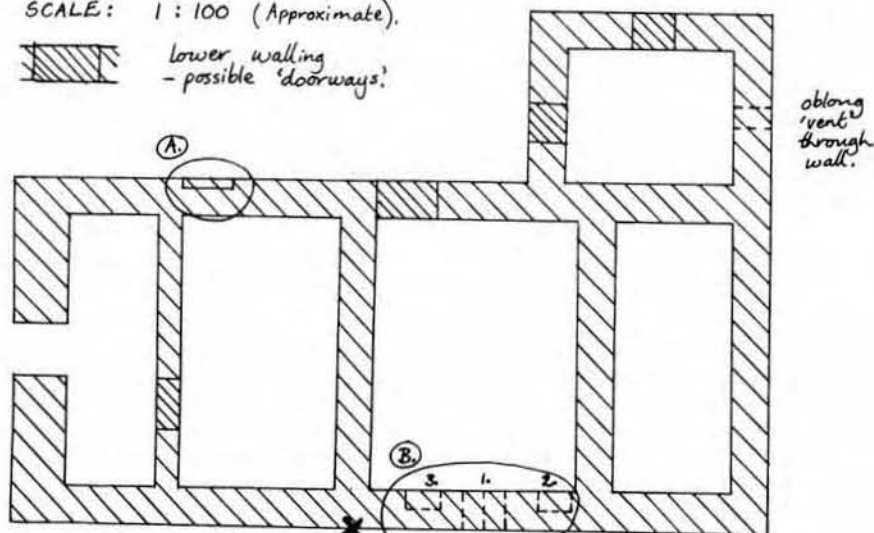 SCALE: 1 : 100 (Approximate).
lower walling
- possible 'doorways'.
oblong
'vent'
through
wall.
A.
B.
3. 1. 2.